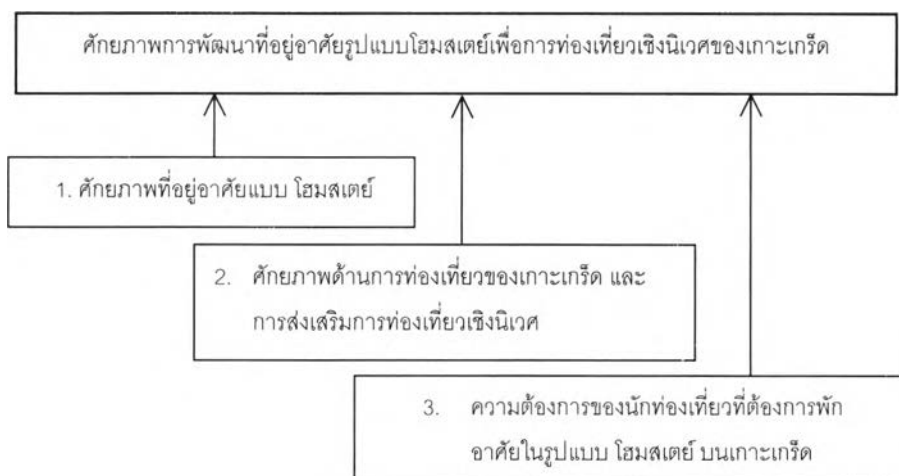 ศักยภาพการพัฒนาที่อยู่อาศัยรูปแบบโฮมสเตย์เพื่อการท่องเที่ยวเชิงนิเวศของเกาะเกร็ด
1. ศักยภาพที่อยู่อาศัยแบบ โฮมสเตย์
2. ศักยภาพด้านการท่องเที่ยวของเกาะเกร็ด และ
การส่งเสริมการท่องเที่ยวเชิงนิเวศ
3. ความต้องการของนักท่องเที่ยวที่ต้องการพัก
อาศัยในรูปแบบ โฮมสเตย์ บนเกาะเกร็ด